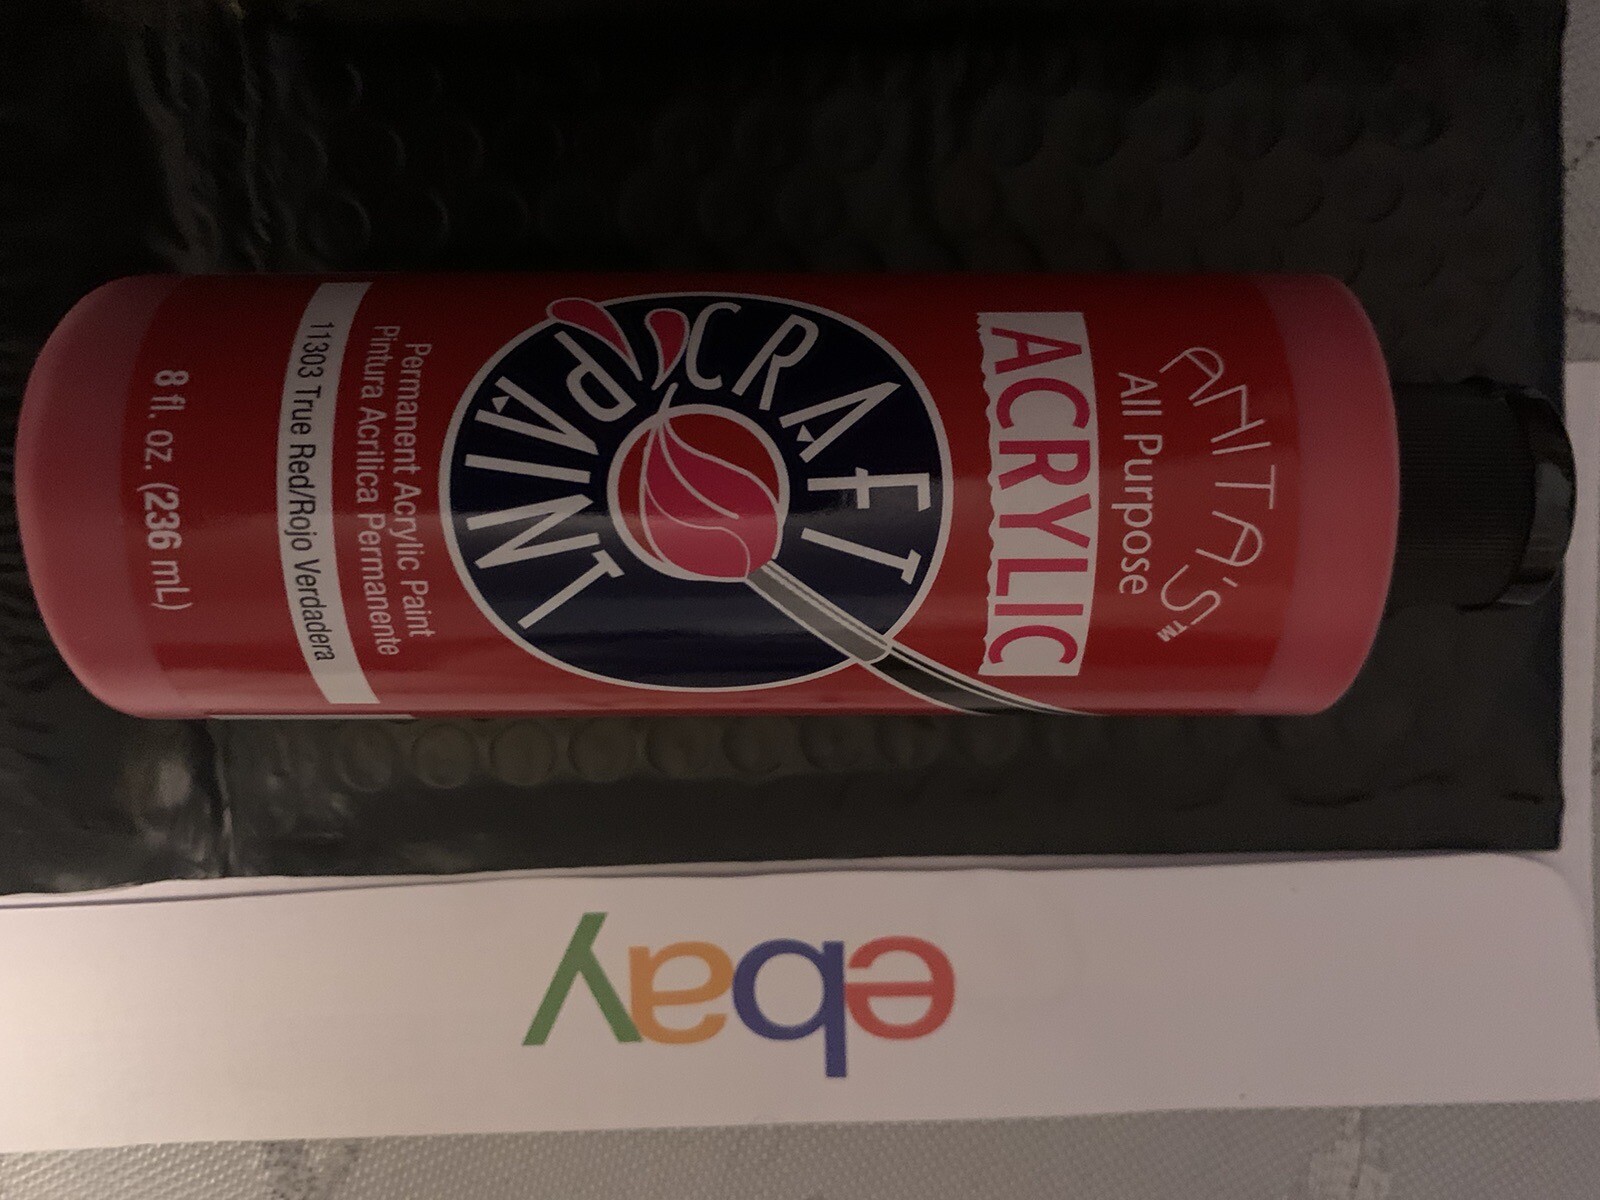 ANITA'S™
All Purpose
ACRYLIC
CRAFT
PAINT
Permanent Acrylic Paint
Pintura Acrilica Permanente
11303 True Red/Rojo Verdadera
8 fl. oz. (236 mL)
ebay